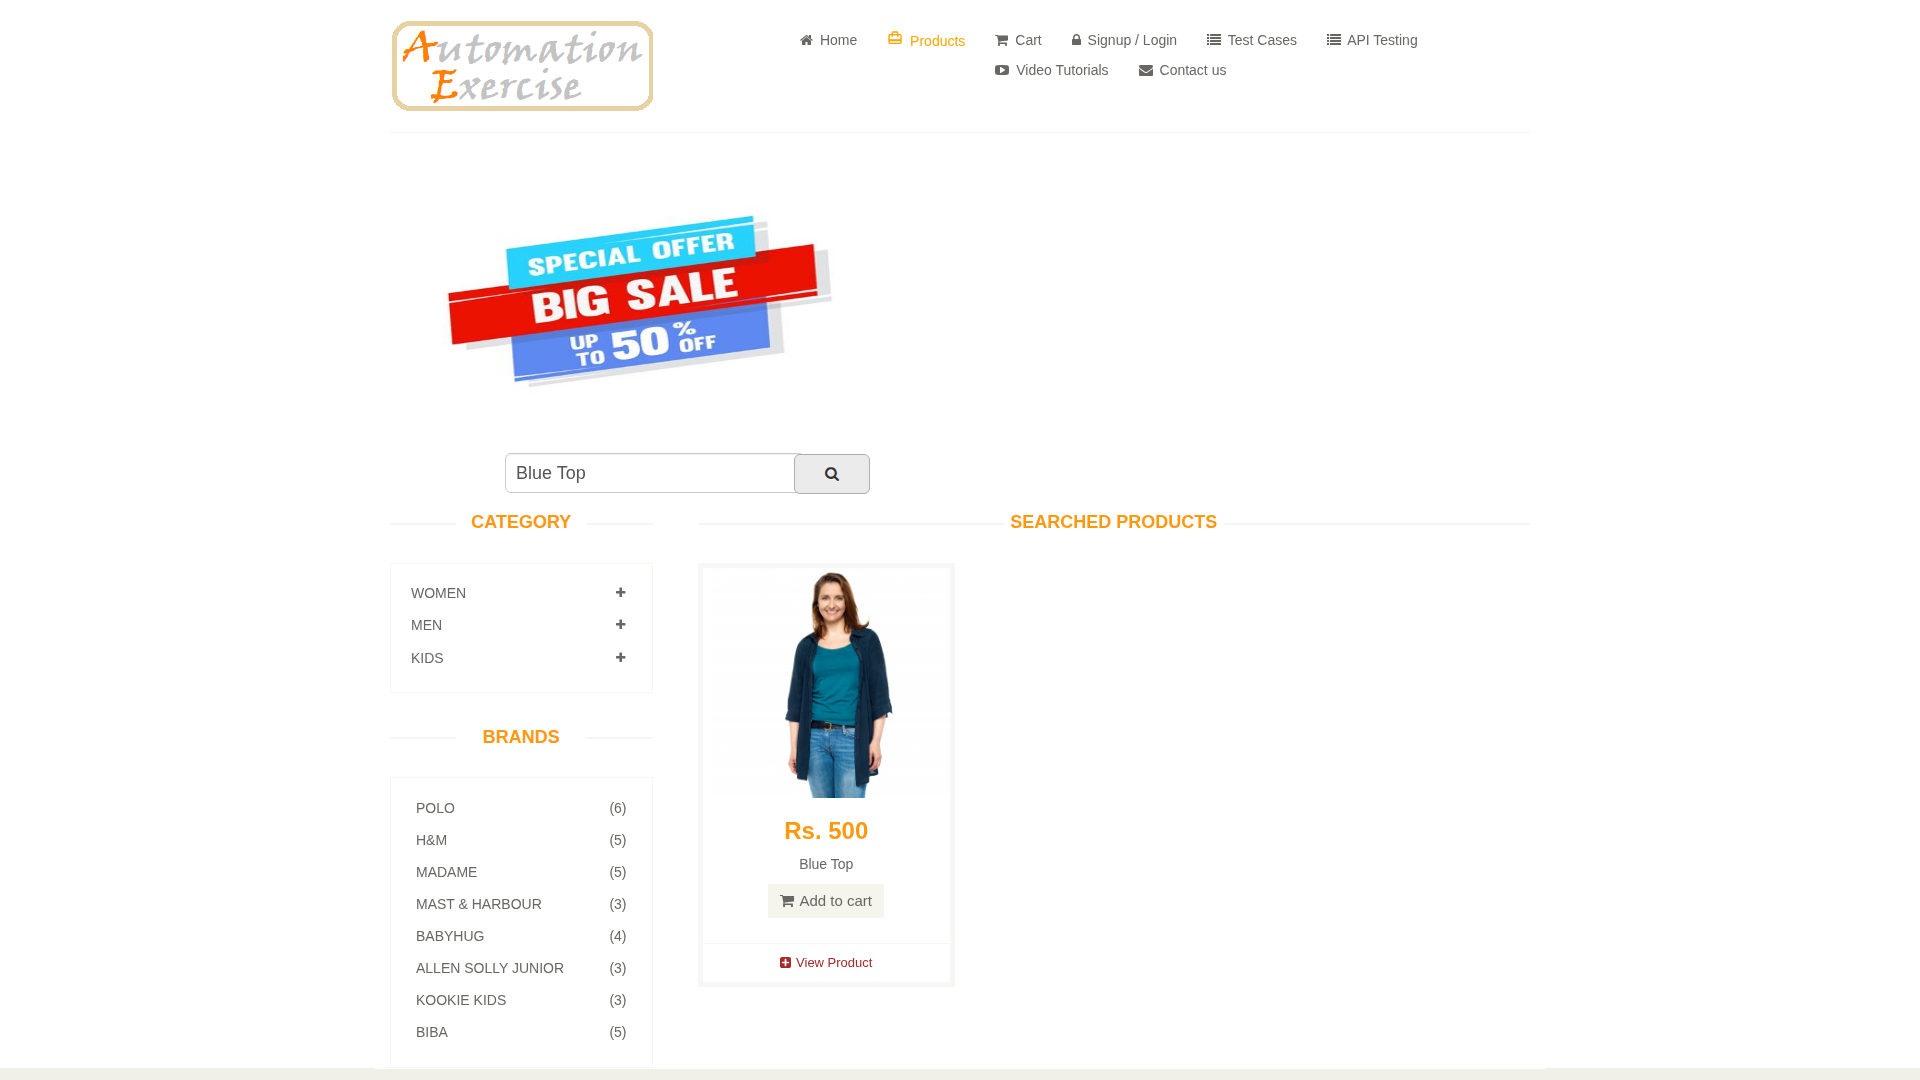 Automation
Exercise
Home
Products
Cart
Signup / Login
Test Cases
API Testing
Video Tutorials
Contact us
SPECIAL OFFER
BIG SALE
UP TO 50% OFF
Blue Top
CATEGORY
WOMEN
MEN
KIDS
BRANDS
POLO (6)
H&M (5)
MADAME (5)
MAST & HARBOUR (3)
BABYHUG (4)
ALLEN SOLLY JUNIOR (3)
KOOKIE KIDS (3)
BIBA (5)
SEARCHED PRODUCTS
Rs. 500
Blue Top
Add to cart
View Product